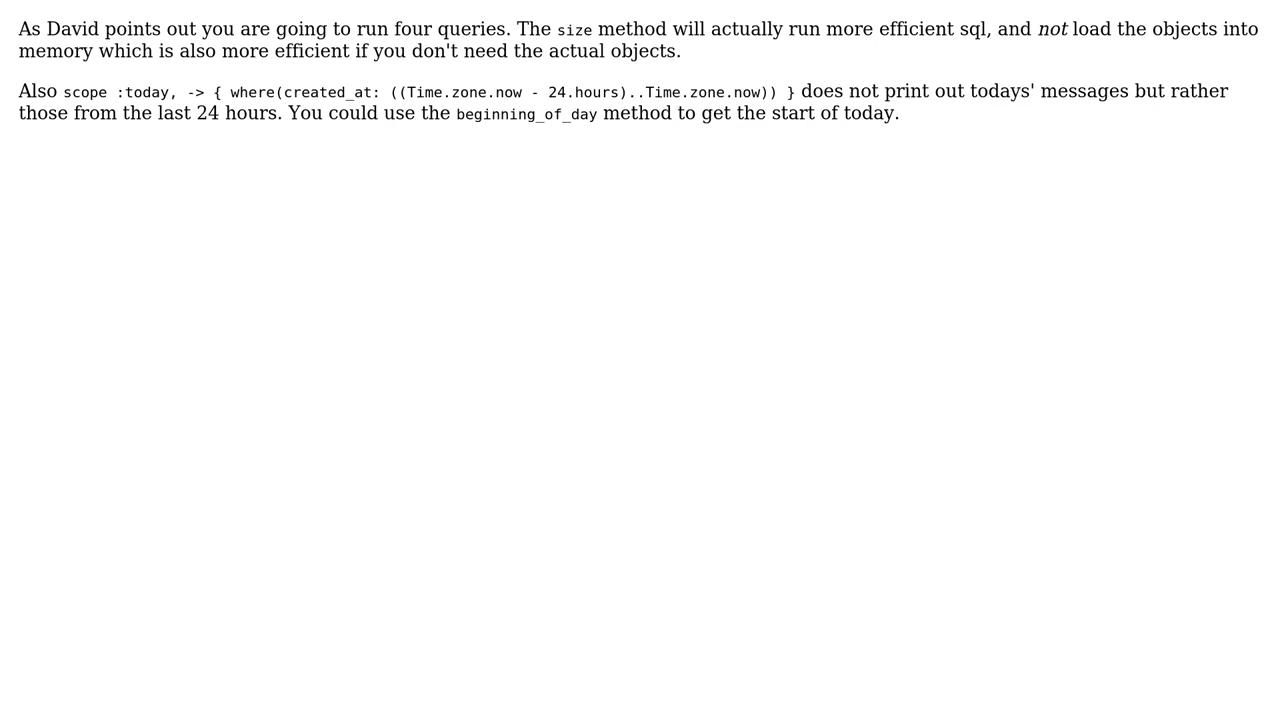 As David points out you are going to run four queries. The size method will actually run more efficient sql, and not load the objects into
memory which is also more efficient if you don't need the actual objects.
Also scope :today, -> { where(created_at: ((Time.zone.now - 24.hours)..Time.zone.now)) } does not print out todays' messages but rather
those from the last 24 hours. You could use the beginning_of_day method to get the start of today.